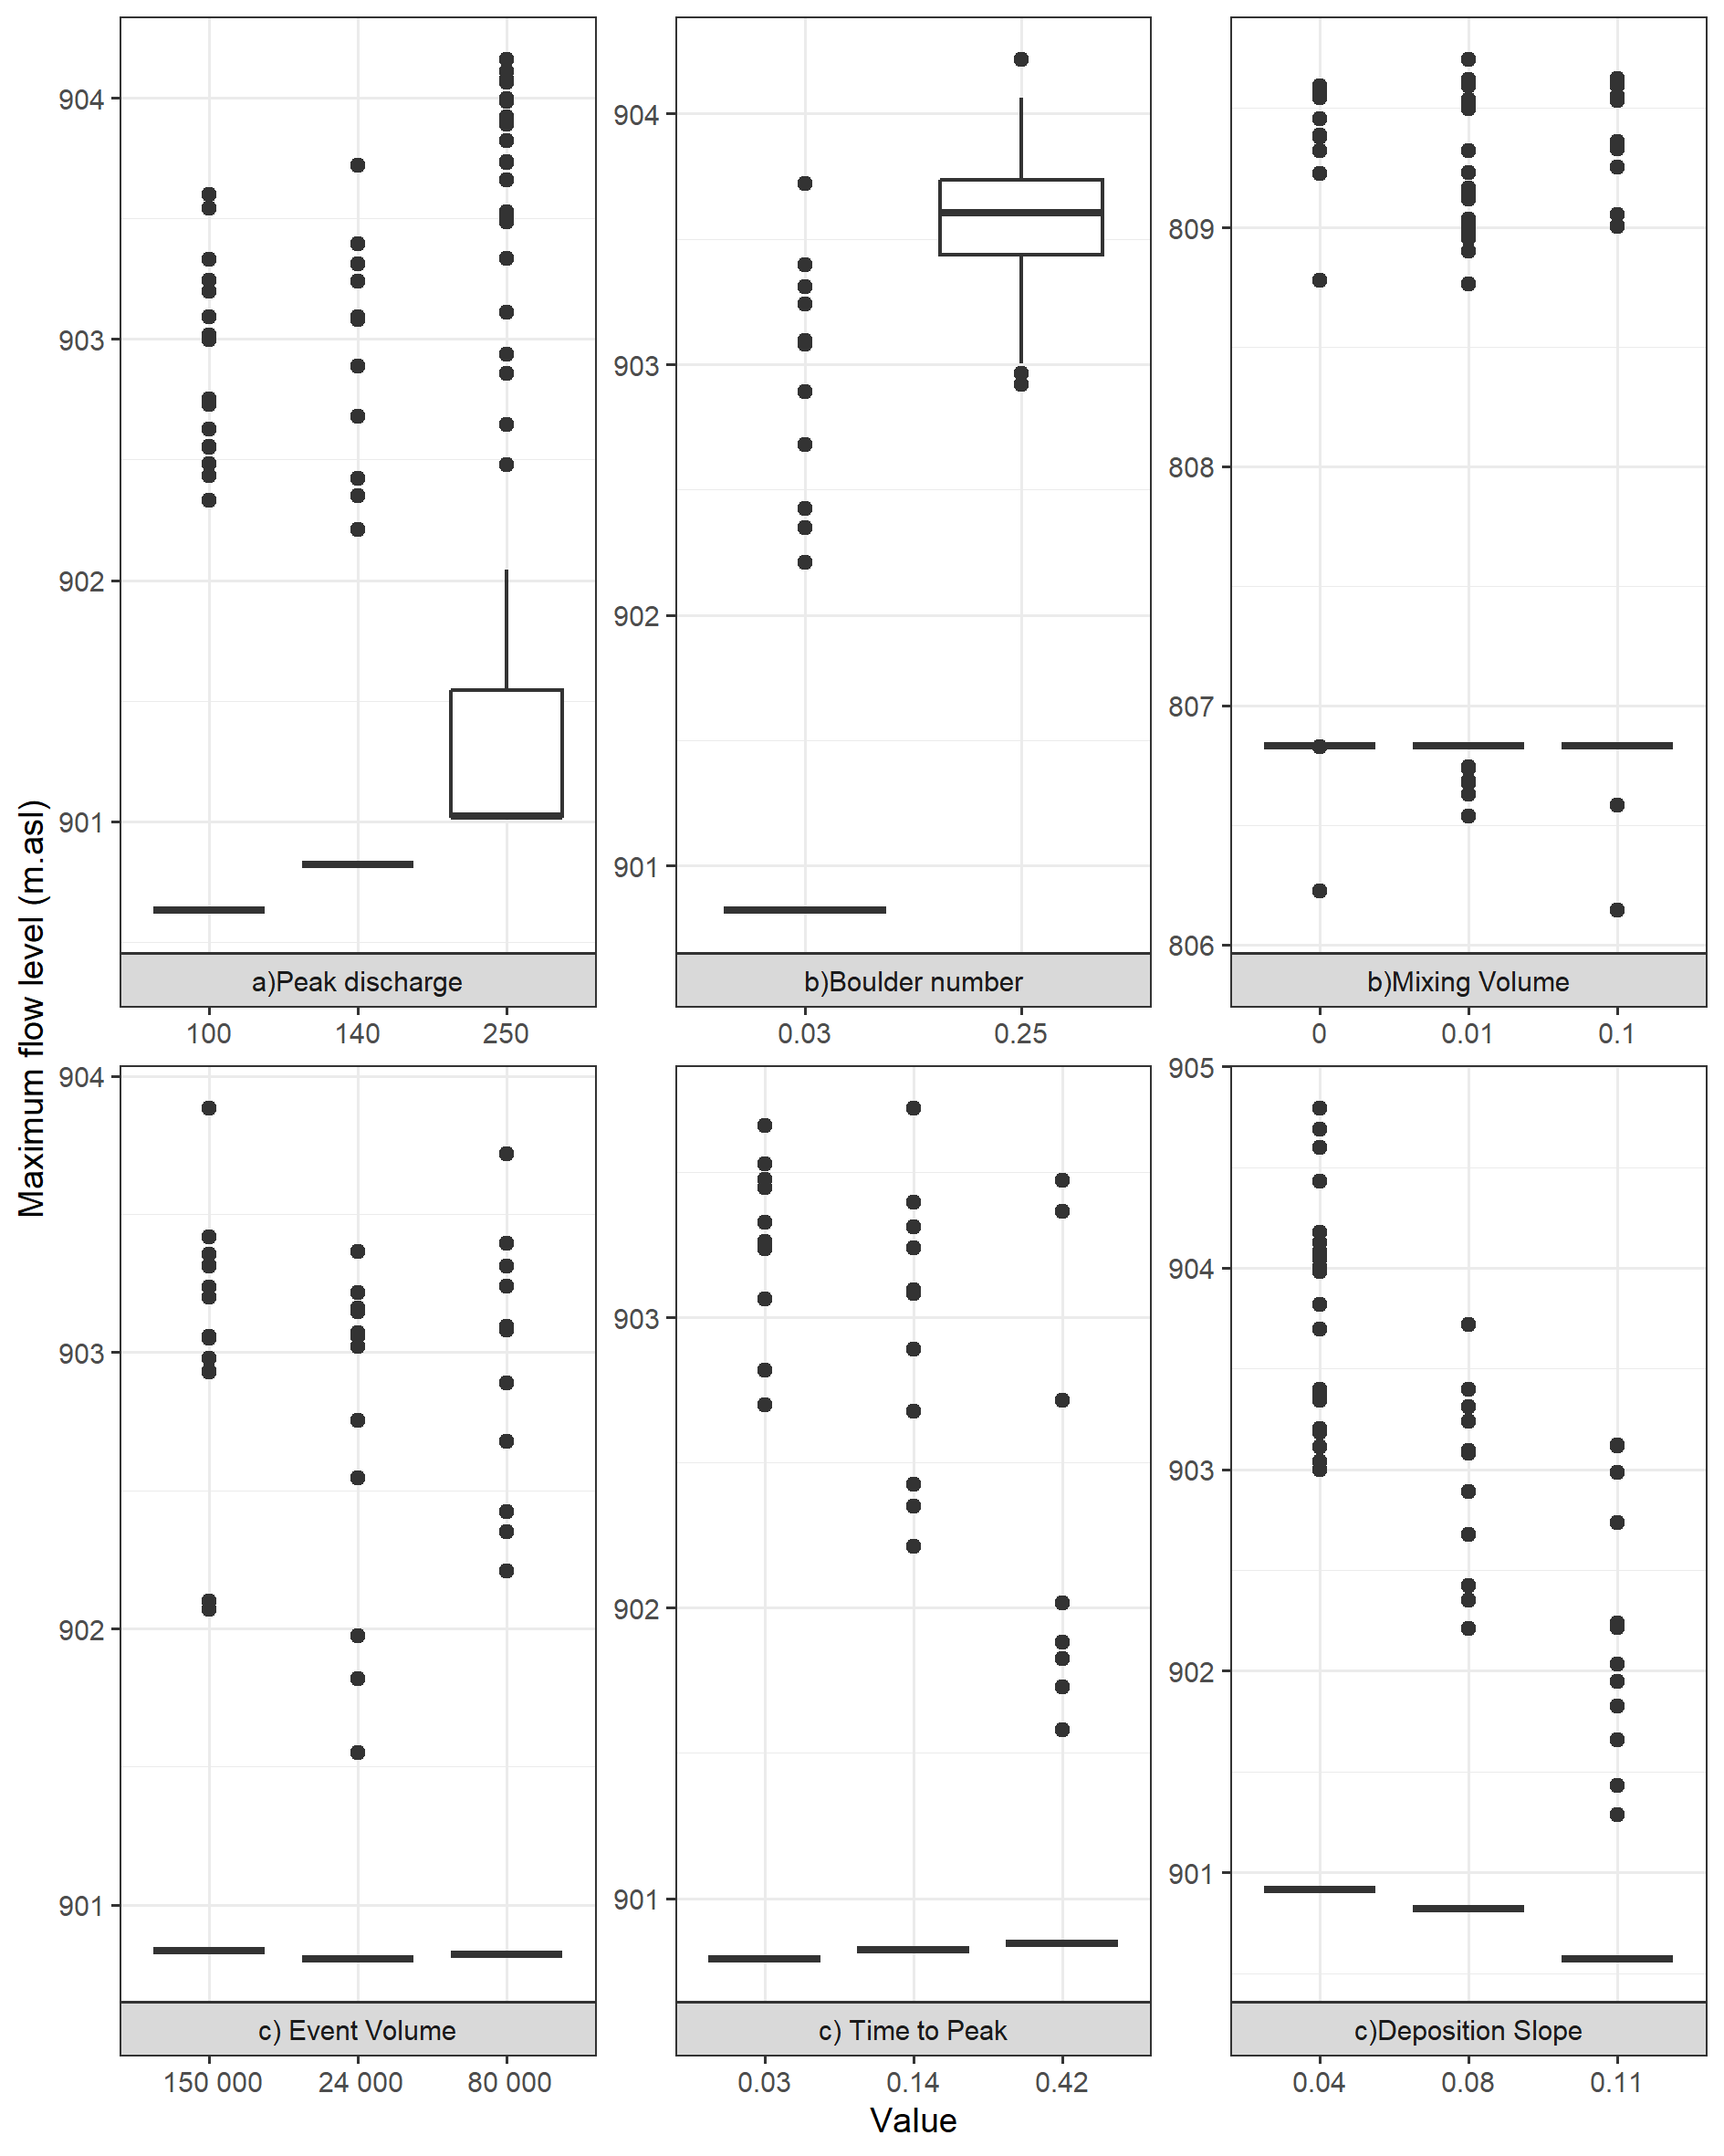 Maximum flow level (m.asl)
904
903
902
901
a)Peak discharge
100 140 250
904
903
902
901
b)Boulder number
0.03 0.25
809
808
807
806
b)Mixing Volume
0 0.01 0.1
904
903
902
901
c) Event Volume
150 000 24 000 80 000
903
902
901
c) Time to Peak
0.03 0.14 0.42
905
904
903
902
901
c)Deposition Slope
0.04 0.08 0.11
Value